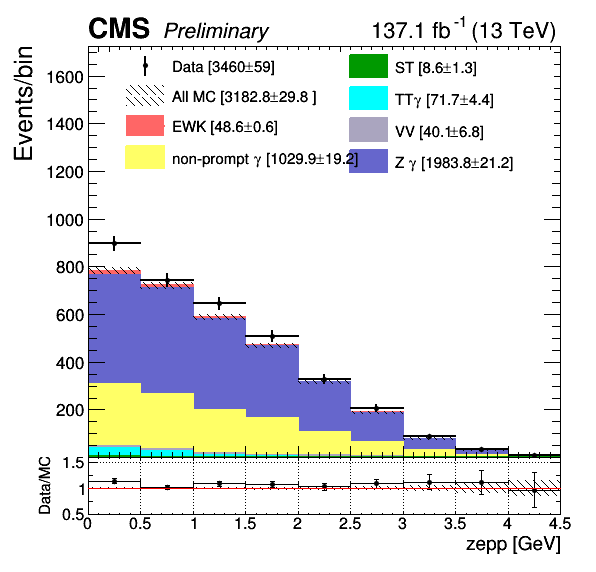 CMS Preliminary 137.1 fb⁻¹ (13 TeV)
Events/bin
1600
1400
1200
1000
800
600
400
200
Data [3460±59]
All MC [3182.8±29.8 ]
EWK [48.6±0.6]
non-prompt γ [1029.9±19.2]
ST [8.6±1.3]
TTγ [71.7±4.4]
VV [40.1±6.8]
Z γ [1983.8±21.2]
Data/MC
1.5
1
0.5
0 0.5 1 1.5 2 2.5 3 3.5 4 4.5
zepp [GeV]